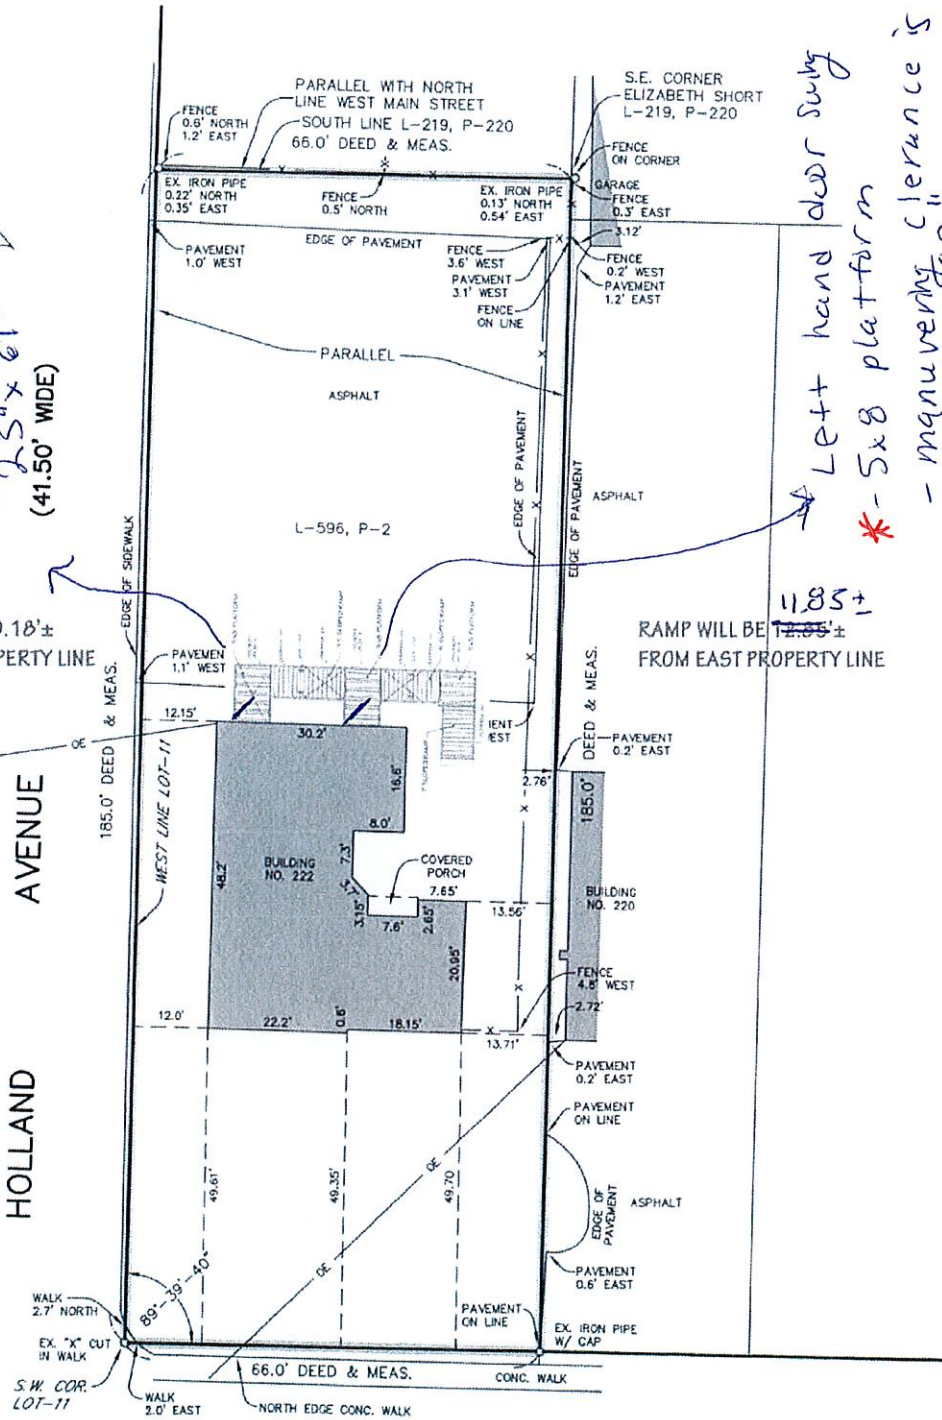 PARALLEL WITH NORTH
LINE WEST MAIN STREET
SOUTH LINE L-219, P-220
66.0' DEED & MEAS.
S.E. CORNER
ELIZABETH SHORT
L-219, P-220
FENCE
0.6' NORTH
1.2' EAST
FENCE
ON CORNER
EX. IRON PIPE
0.22' NORTH
0.35' EAST
FENCE
0.5' NORTH
EX. IRON PIPE
0.13' NORTH
0.54' EAST
GARAGE
FENCE
0.3' EAST
3.12'
PAVEMENT
1.0' WEST
EDGE OF PAVEMENT
FENCE
3.6' WEST
PAVEMENT
3.1' WEST
FENCE
ON LINE
FENCE
0.2' WEST
PAVEMENT
1.2' EAST
Left hand door swing
*- 5x8 platform
- manuvering clerance is
PARALLEL
ASPHALT
25" x 61
(41.50' WIDE)
EDGE OF PAVEMENT
EDGE OF PAVEMENT
ASPHALT
L-596, P-2
EDGE OF SIDEWALK
.18'±
PERTY LINE
11.85±
RAMP WILL BE 12.85'±
FROM EAST PROPERTY LINE
PAVEMEN
1.1' WEST
185.0' DEED & MEAS.
12.15'
30.2'
IENT
EST
DEED & MEAS.
185.0'
PAVEMENT
0.2' EAST
OE
2.76'
WEST LINE LOT-11
AVENUE
16.6'
8.0'
7.3'
3.7'
3.15'
48.2'
BUILDING
NO. 222
COVERED
PORCH
7.65'
7.6'
2.65'
13.56'
BUILDING
NO. 220
20.95'
FENCE
4.8' WEST
2.72'
12.0'
22.2'
0.6'
18.15'
13.71'
PAVEMENT
0.2' EAST
PAVEMENT
ON LINE
HOLLAND
OE
49.61'
49.35'
49.70
EDGE OF
PAVEMENT
ASPHALT
OE
PAVEMENT
0.6' EAST
89°-39'-40"
WALK
2.7' NORTH
EX. "X" CUT
IN WALK
PAVEMENT
ON LINE
EX. IRON PIPE
W/ CAP
66.0' DEED & MEAS.
CONC. WALK
S.W. COR.
LOT-11
WALK
2.0' EAST
NORTH EDGE CONC. WALK